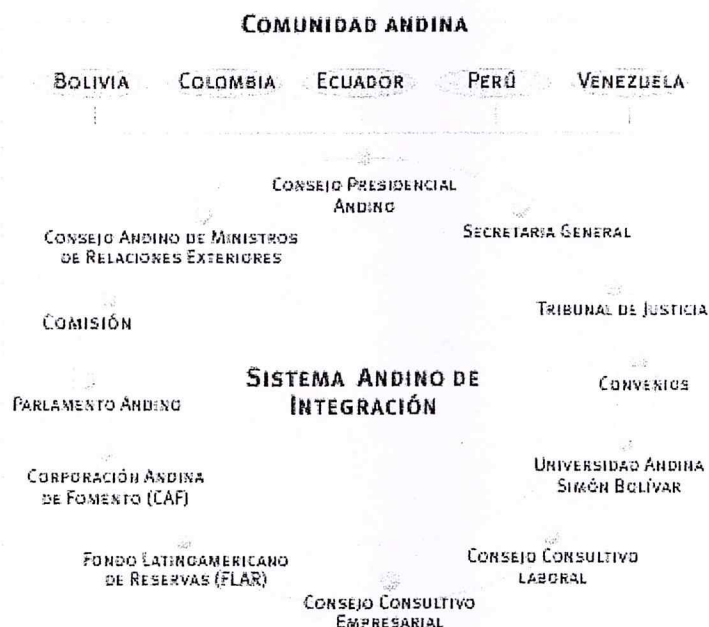 COMUNIDAD ANDINA
BOLIVIA COLOMBIA ECUADOR PERÚ VENEZUELA
CONSEJO PRESIDENCIAL
ANDINO
CONSEJO ANDINO DE MINISTROS
DE RELACIONES EXTERIORES
SECRETARIA GENERAL
COMISIÓN
TRIBUNAL DE JUSTICIA
SISTEMA ANDINO DE
INTEGRACIÓN
PARLAMENTO ANDINO
CONVENIOS
CORPORACIÓN ANDINA
DE FOMENTO (CAF)
UNIVERSIDAD ANDINA
SIMÓN BOLÍVAR
FONDO LATINOAMERICANO
DE RESERVAS (FLAR)
CONSEJO CONSULTIVO
LABORAL
CONSEJO CONSULTIVO
EMPRESARIAL